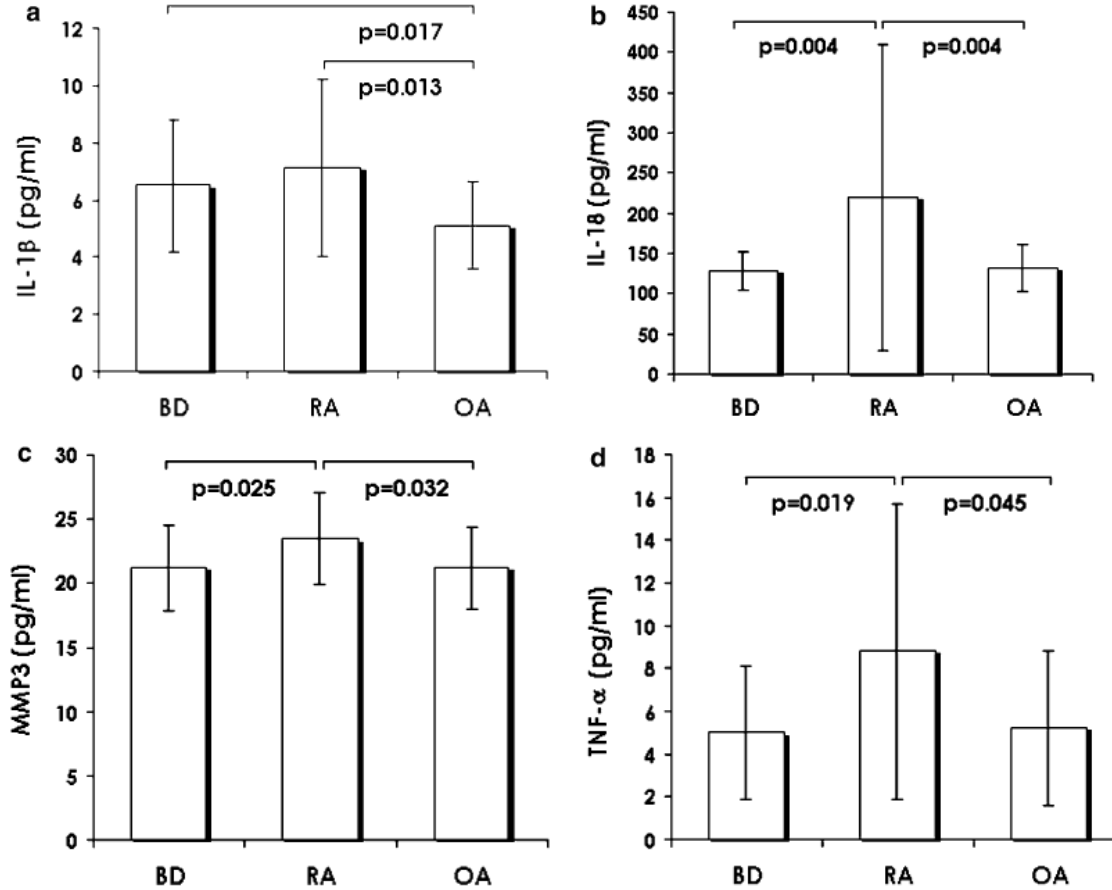 a
12
10
8
6
4
2
0
IL-1β (pg/ml)
p=0.017
p=0.013
BD RA OA
b
450
400
350
300
250
200
150
100
50
0
IL-18 (pg/ml)
p=0.004 p=0.004
BD RA OA
c
30
25
20
15
10
5
0
MMP3 (pg/ml)
p=0.025 p=0.032
BD RA OA
d
18
16
14
12
10
8
6
4
2
0
TNF-α (pg/ml)
p=0.019 p=0.045
BD RA OA